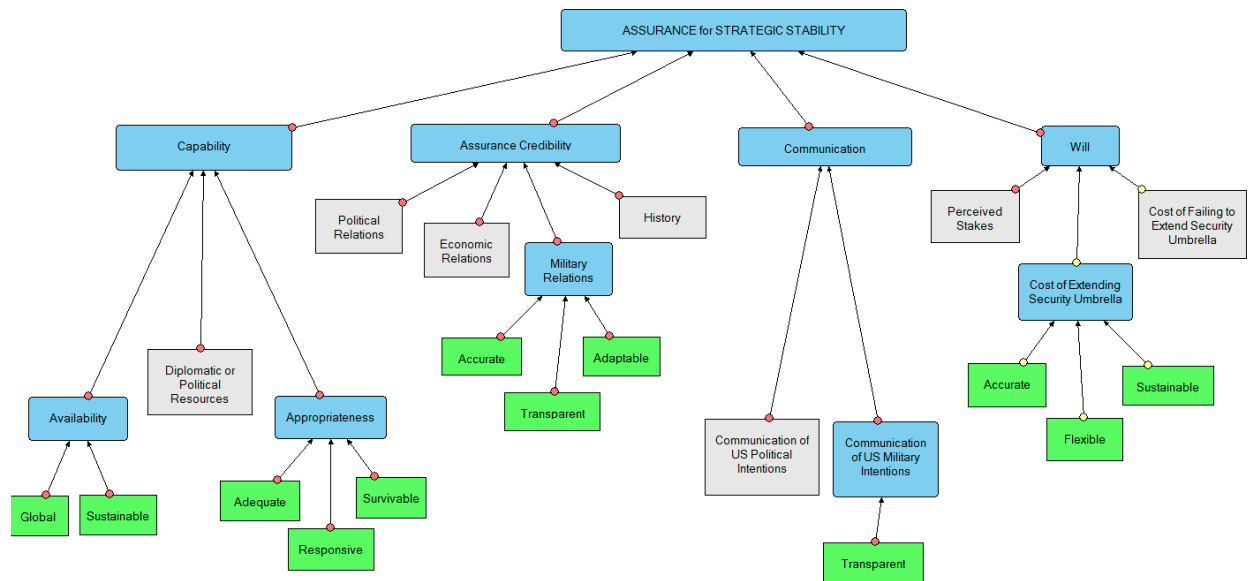 ASSURANCE for STRATEGIC STABILITY
Capability
Assurance Credibility
Communication
Will
Political
Relations
Economic
Relations
History
Perceived
Stakes
Cost of Failing to
Extend Security
Umbrella
Military
Relations
Cost of Extending
Security Umbrella
Accurate
Adaptable
Transparent
Diplomatic or
Political
Resources
Accurate
Sustainable
Flexible
Availability
Appropriateness
Communication of
US Political
Intentions
Communication
of US Military
Intentions
Global
Sustainable
Adequate
Survivable
Responsive
Transparent